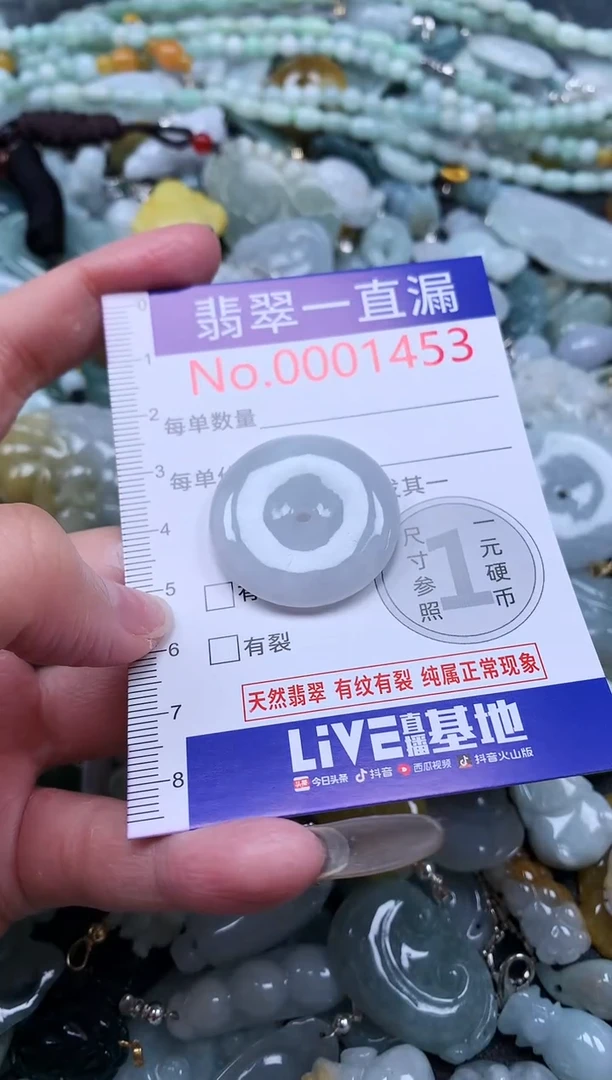 0
1
2
3
4
5
6
7
8
翡翠一直漏
No.0001453
每单数量
每单
其一
尺寸参照
1
一元硬币
有裂
天然翡翠 有纹有裂 纯属正常现象
LiVE直播基地
头条 今日头条 抖音 西瓜视频 抖音火山版